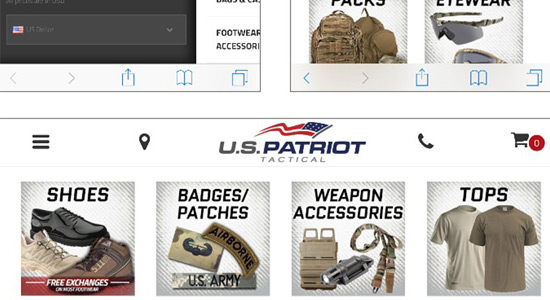 All prices are in USD
US Dollar
BAGS & CA
FOOTWEAR
ACCESSORI
PACKS
EYEWEAR
U.S. PATRIOT
TACTICAL
0
SHOES
FREE EXCHANGES
ON MOST FOOTWEAR
BADGES/
PATCHES
AIRBORNE
U.S. ARMY
WEAPON
ACCESSORIES
TOPS